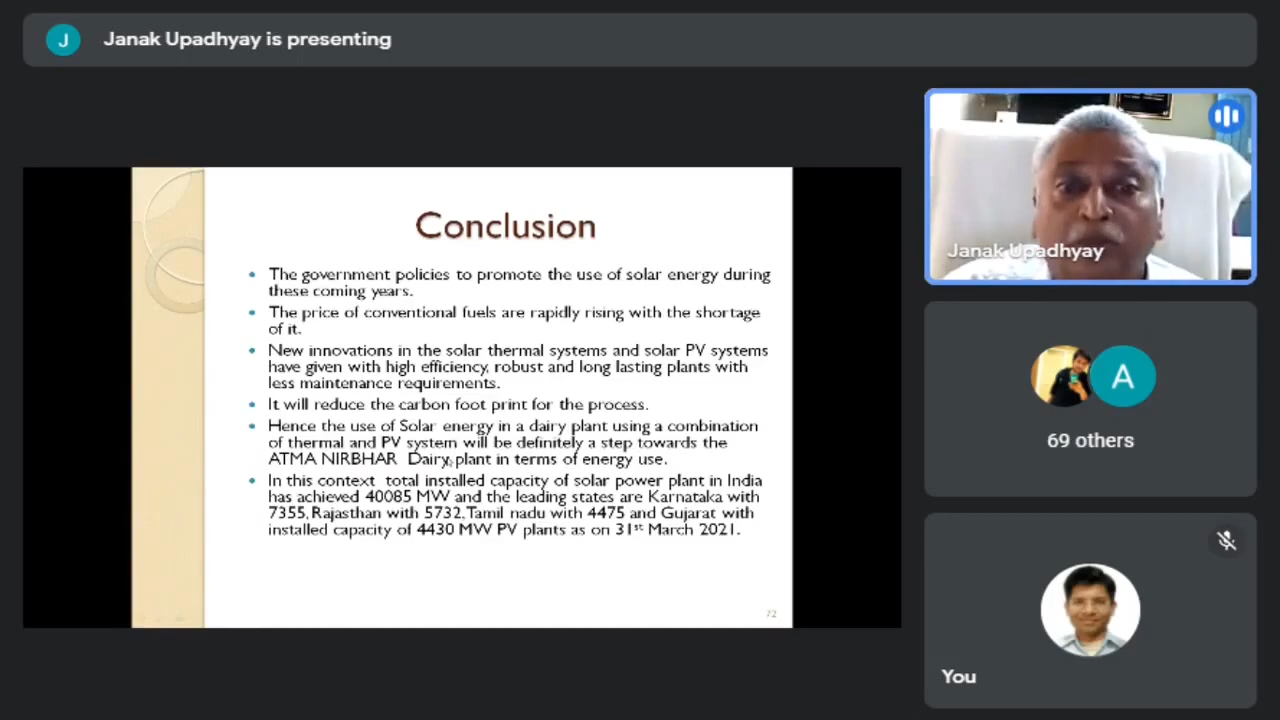 J
Janak Upadhyay is presenting
Conclusion
The government policies to promote the use of solar energy during
these coming years.
The price of conventional fuels are rapidly rising with the shortage
of it.
New innovations in the solar thermal systems and solar PV systems
have given with high efficiency, robust and long lasting plants with
less maintenance requirements.
It will reduce the carbon foot print for the process.
Hence the use of Solar energy in a dairy plant using a combination
of thermal and PV system will be definitely a step towards the
ATMA NIRBHAR Dairy plant in terms of energy use.
In this context total installed capacity of solar power plant in India
has achieved 40085 MW and the leading states are Karnataka with
7355, Rajasthan with 5732, Tamil nadu with 4475 and Gujarat with
installed capacity of 4430 MW PV plants as on 31st March 2021.
72
Janak Upadhyay
A
69 others
You